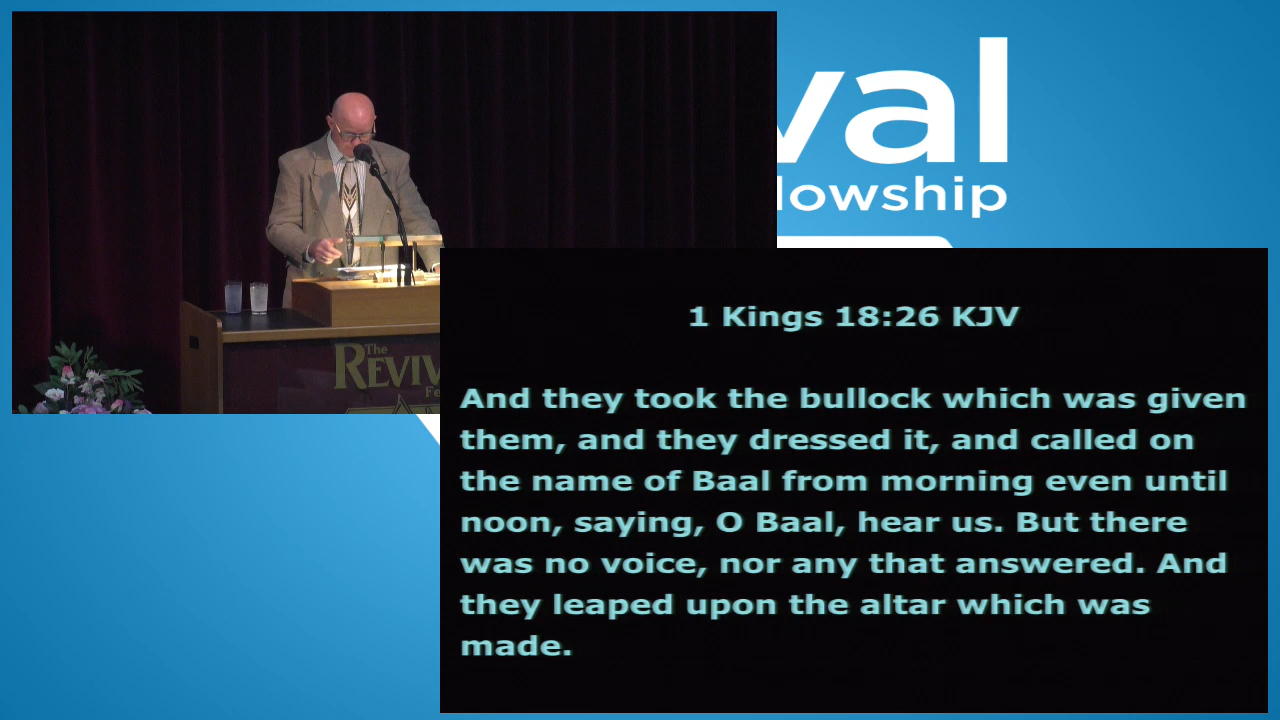 val
llowship
The
REVIV
Fe
1 Kings 18:26 KJV
And they took the bullock which was given
them, and they dressed it, and called on
the name of Baal from morning even until
noon, saying, O Baal, hear us. But there
was no voice, nor any that answered. And
they leaped upon the altar which was
made.